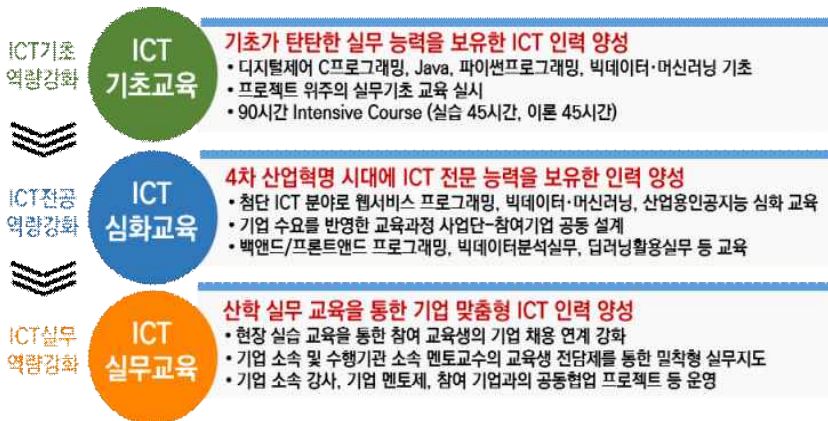 ICT기초
역량강화
ICT
기초교육
기초가 탄탄한 실무 능력을 보유한 ICT 인력 양성
• 디지털제어 C프로그래밍, Java, 파이썬프로그래밍, 빅데이터·머신러닝 기초
• 프로젝트 위주의 실무기초 교육 실시
• 90시간 Intensive Course (실습 45시간, 이론 45시간)
ICT전공
역량강화
ICT
심화교육
4차 산업혁명 시대에 ICT 전문 능력을 보유한 인력 양성
• 첨단 ICT 분야로 웹서비스 프로그래밍, 빅데이터·머신러닝, 산업용인공지능 심화 교육
• 기업 수요를 반영한 교육과정 사업단-참여기업 공동 설계
• 백앤드/프론트앤드 프로그래밍, 빅데이터분석실무, 딥러닝활용실무 등 교육
ICT실무
역량강화
ICT
실무교육
산학 실무 교육을 통한 기업 맞춤형 ICT 인력 양성
• 현장 실습 교육을 통한 참여 교육생의 기업 채용 연계 강화
• 기업 소속 및 수행기관 소속 멘토교수의 교육생 전담제를 통한 밀착형 실무지도
• 기업 소속 강사, 기업 멘토제, 참여 기업과의 공동협업 프로젝트 등 운영